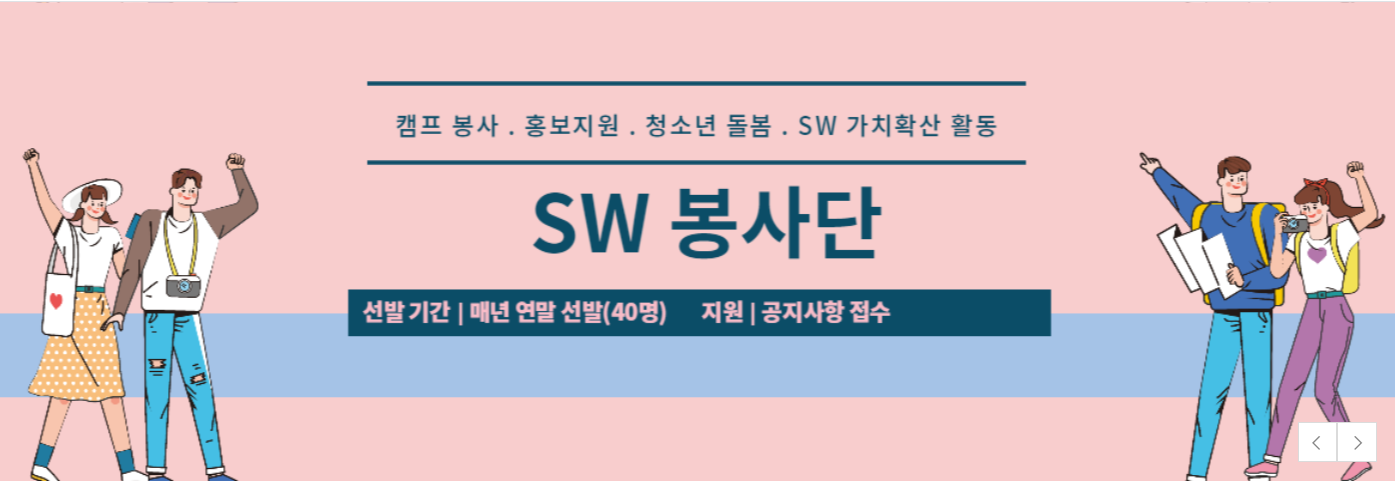 캠프 봉사 . 홍보지원 . 청소년 돌봄 . SW 가치확산 활동
SW 봉사단
선발 기간 | 매년 연말 선발(40명) 지원 | 공지사항 접수